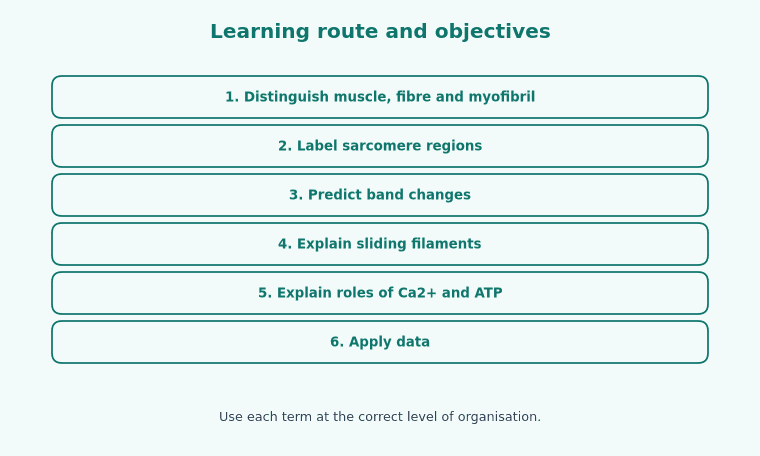 Learning route and objectives
1. Distinguish muscle, fibre and myofibril
2. Label sarcomere regions
3. Predict band changes
4. Explain sliding filaments
5. Explain roles of Ca2+ and ATP
6. Apply data
Use each term at the correct level of organisation.